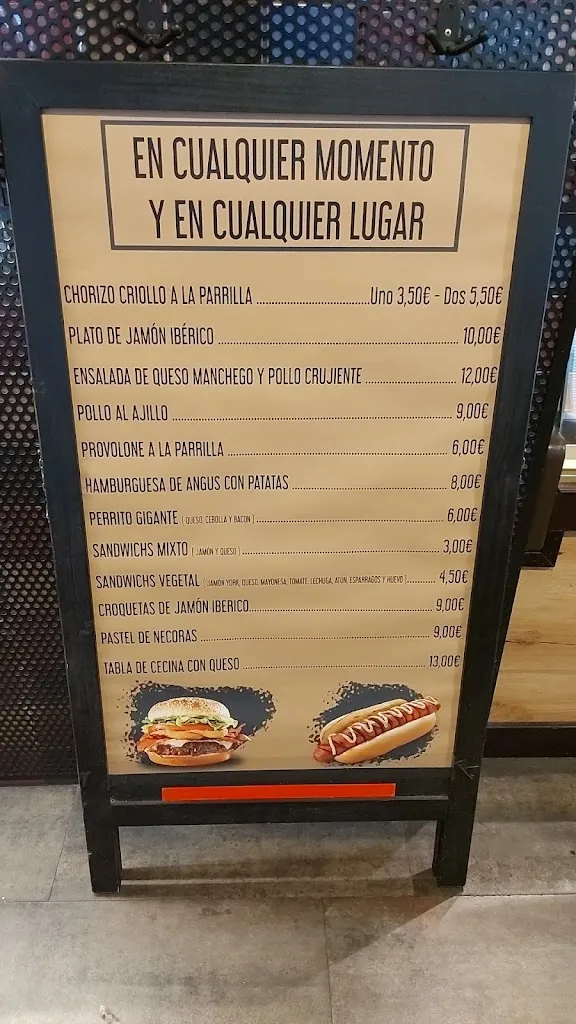 EN CUALQUIER MOMENTO
Y EN CUALQUIER LUGAR
CHORIZO CRIOLLO A LA PARRILLA ........................ Uno 3,50€ - Dos 5,50€
PLATO DE JAMÓN IBÉRICO ........................ 10,00€
ENSALADA DE QUESO MANCHEGO Y POLLO CRUJIENTE ........................ 12,00€
POLLO AL AJILLO ........................ 9,00€
PROVOLONE A LA PARRILLA ........................ 6,00€
HAMBURGUESA DE ANGUS CON PATATAS ........................ 8,00€
PERRITO GIGANTE ( QUESO, CEBOLLA Y BACON ) ........................ 6,00€
SANDWICHS MIXTO ( JAMÓN Y QUESO ) ........................ 3,00€
SANDWICHS VEGETAL ( JAMÓN YORK, QUESO, MAYONESA, TOMATE, LECHUGA, ATÚN, ESPARRAGOS Y HUEVO ) ........ 4,50€
CROQUETAS DE JAMÓN IBERICO ........................ 9,00€
PASTEL DE NECORAS ........................ 9,00€
TABLA DE CECINA CON QUESO ........................ 13,00€